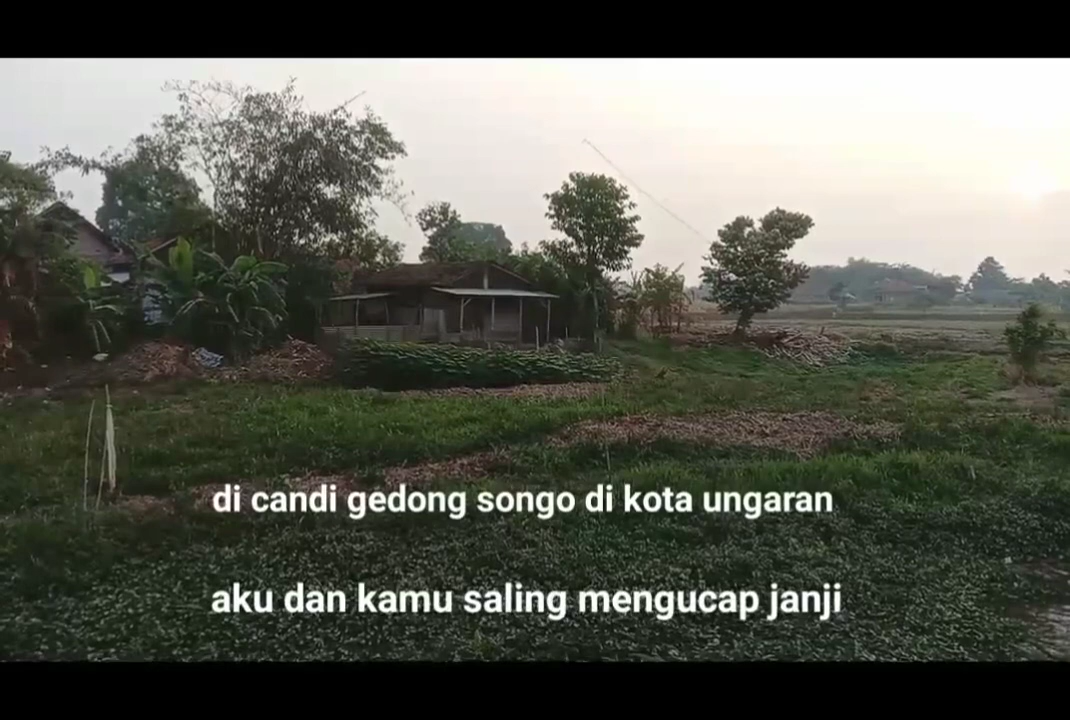 di candi gedong songo di kota ungaran
aku dan kamu saling mengucap janji